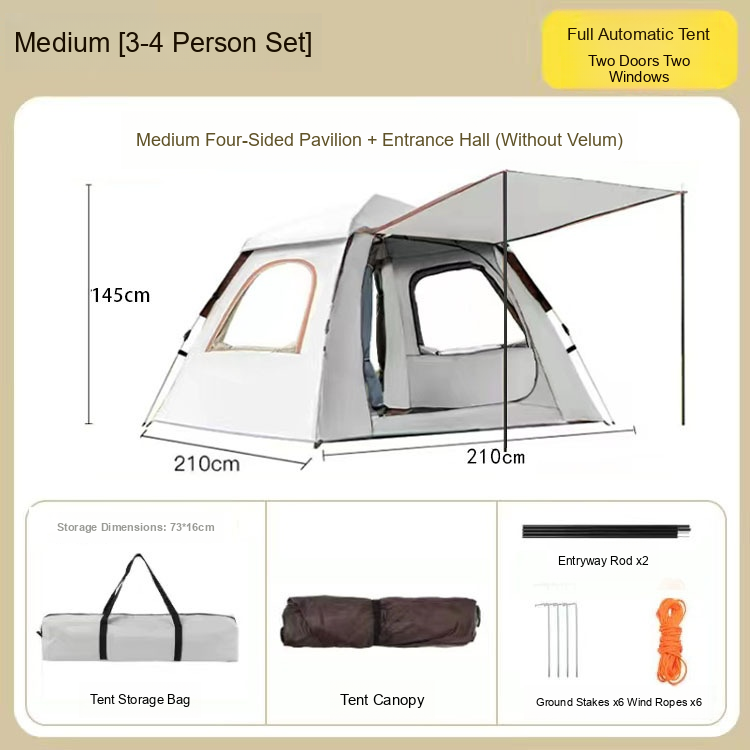 Medium [3-4 Person Set]
Full Automatic Tent
Two Doors Two
Windows
Medium Four-Sided Pavilion + Entrance Hall (Without Velum)
145cm
210cm
210cm
Storage Dimensions: 73*16cm
Tent Storage Bag
Tent Canopy
Entryway Rod x2
Ground Stakes x6 Wind Ropes x6